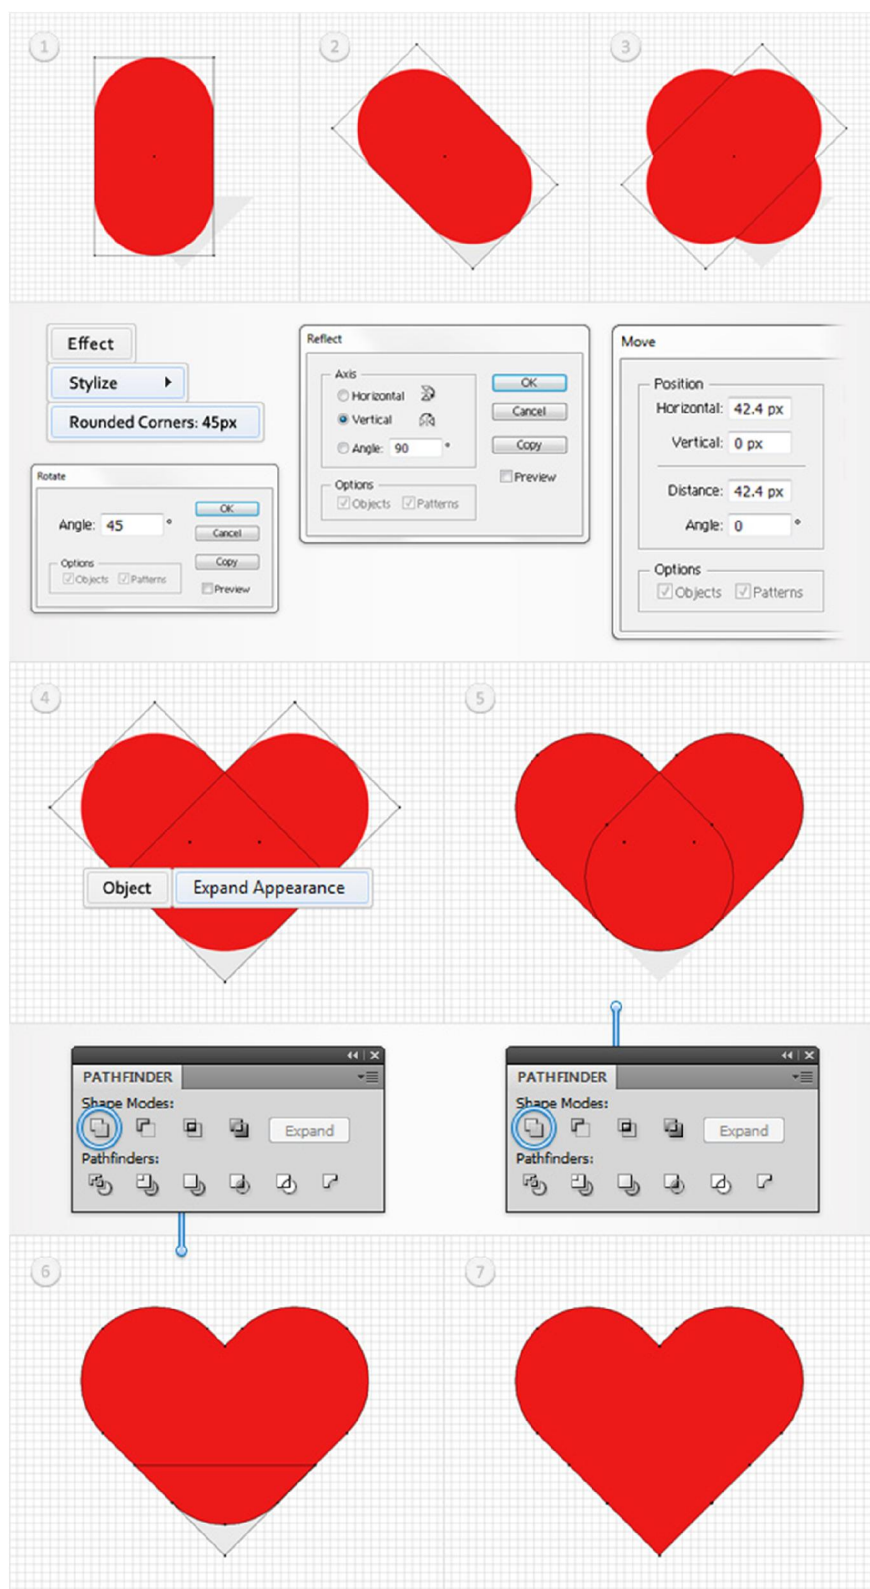 1
2
3
Effect
Stylize
Rounded Corners: 45px
Rotate
Angle: 45 °
OK
Cancel
Options
Objects Patterns
Copy
Preview
Reflect
Axis
Horizontal
Vertical
Angle: 90 °
OK
Cancel
Copy
Preview
Options
Objects Patterns
Move
Position
Horizontal: 42.4 px
Vertical: 0 px
Distance: 42.4 px
Angle: 0 °
Options
Objects Patterns
4
5
Object Expand Appearance
PATHFINDER
Shape Modes:
Expand
Pathfinders:
PATHFINDER
Shape Modes:
Expand
Pathfinders:
6
7